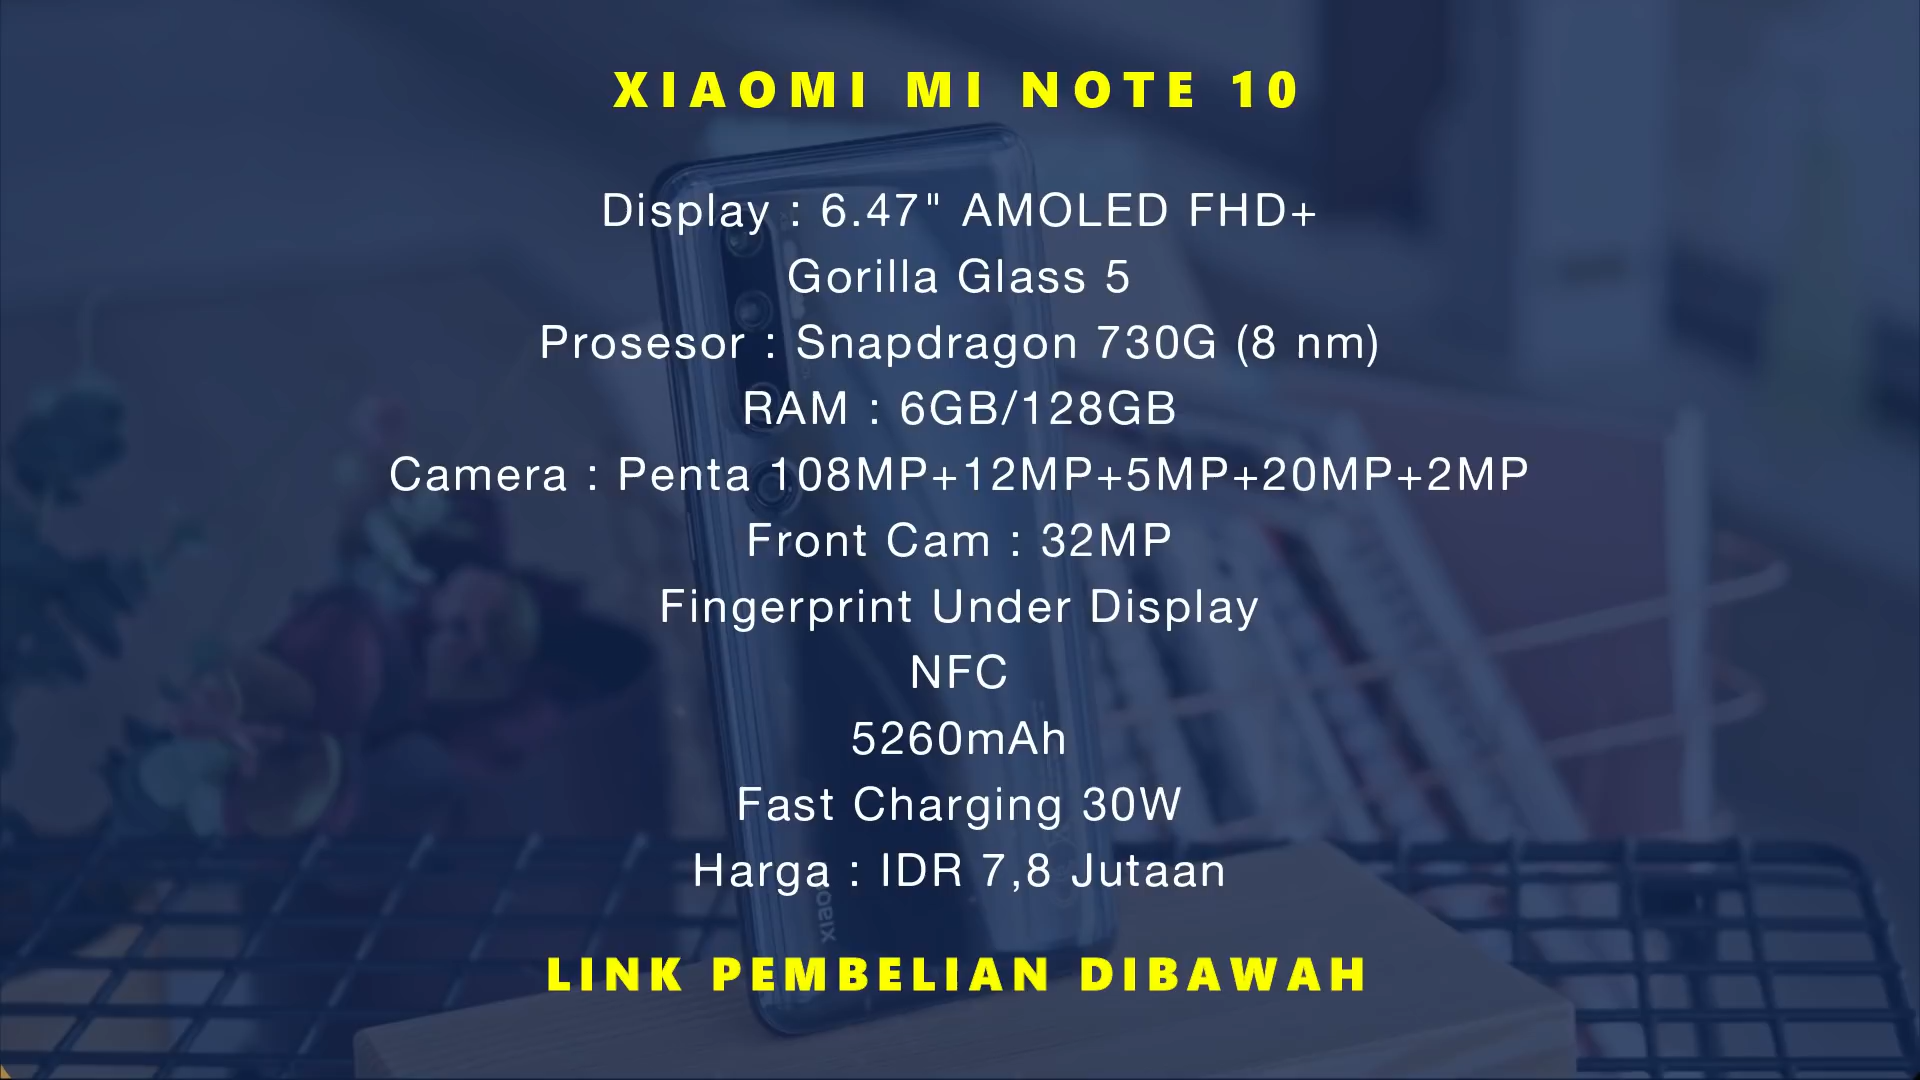 XIAOMI MI NOTE 10
Display : 6.47" AMOLED FHD+
Gorilla Glass 5
Prosesor : Snapdragon 730G (8 nm)
RAM : 6GB/128GB
Camera : Penta 108MP+12MP+5MP+20MP+2MP
Front Cam : 32MP
Fingerprint Under Display
NFC
5260mAh
Fast Charging 30W
Harga : IDR 7,8 Jutaan
xiaomi
LINK PEMBELIAN DIBAWAH